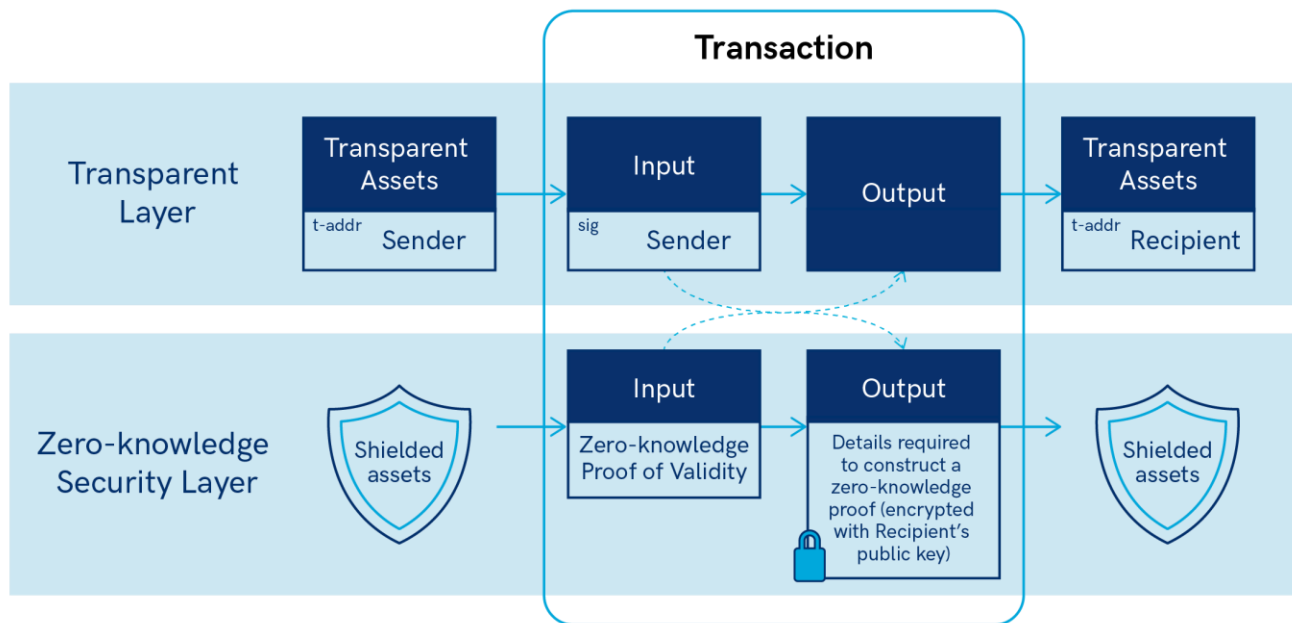 Transaction
Transparent
Layer
Transparent
Assets
t-addr
Sender
Input
sig
Sender
Output
Transparent
Assets
t-addr
Recipient
Zero-knowledge
Security Layer
Shielded
assets
Input
Zero-knowledge
Proof of Validity
Output
Details required
to construct a
zero-knowledge
proof (encrypted
with Recipient's
public key)
Shielded
assets